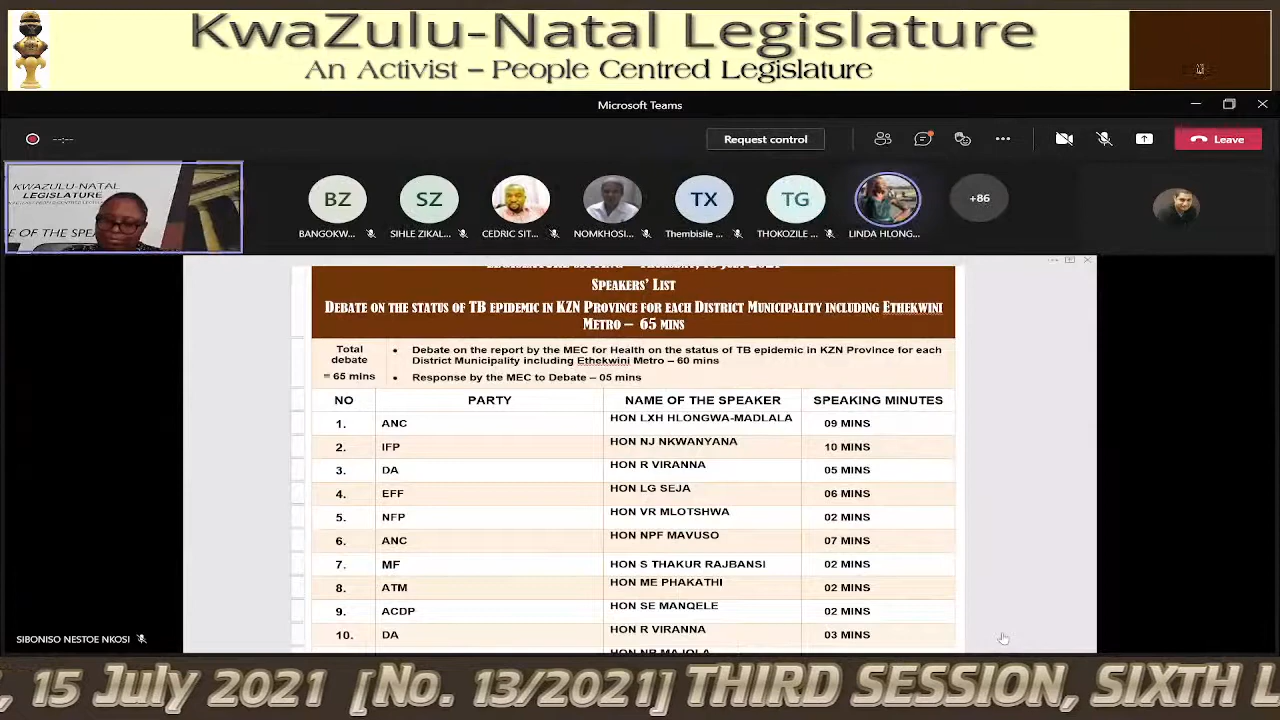 KwaZulu-Natal Legislature
An Activist – People Centred Legislature
Microsoft Teams
--:--
Request control
Leave
KWAZULU-NATAL
LEGISLATURE
E OF THE SPEA
BZ
SZ
TX
TG
+86
BANGOKW...
SIHLE ZIKAL...
CEDRIC SIT...
NOMKHOSI...
Thembisile ...
THOKOZILE ...
LINDA HLONG...
SPEAKERS' LIST
DEBATE ON THE STATUS OF TB EPIDEMIC IN KZN PROVINCE FOR EACH DISTRICT MUNICIPALITY INCLUDING ETHEKWINI
METRO – 65 MINS
Total debate = 65 mins
• Debate on the report by the MEC for Health on the status of TB epidemic in KZN Province for each
District Municipality including Ethekwini Metro – 60 mins
• Response by the MEC to Debate – 05 mins
NO PARTY NAME OF THE SPEAKER SPEAKING MINUTES
1. ANC HON LXH HLONGWA-MADLALA 09 MINS
2. IFP HON NJ NKWANYANA 10 MINS
3. DA HON R VIRANNA 05 MINS
4. EFF HON LG SEJA 06 MINS
5. NFP HON VR MLOTSHWA 02 MINS
6. ANC HON NPF MAVUSO 07 MINS
7. MF HON S THAKUR RAJBANSI 02 MINS
8. ATM HON ME PHAKATHI 02 MINS
9. ACDP HON SE MANQELE 02 MINS
10. DA HON R VIRANNA 03 MINS
SIBONISO NESTOE NKOSI
, 15 July 2021 [No. 13/2021] THIRD SESSION, SIXTH L